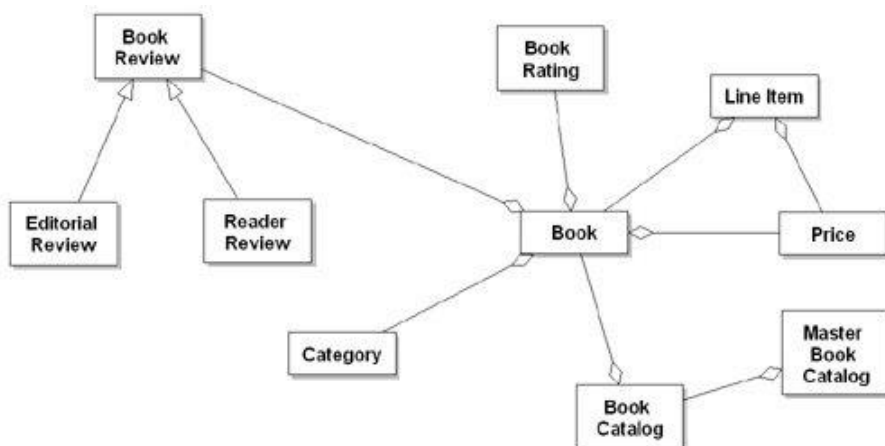 Book
Review
Book
Rating
Line Item
Editorial
Review
Reader
Review
Book
Price
Category
Master
Book
Catalog
Book
Catalog